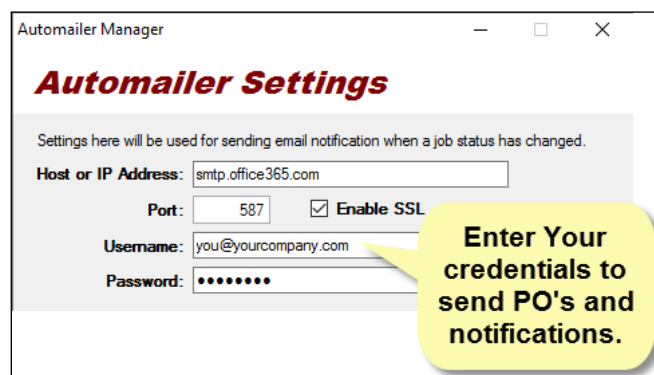 Automailer Manager
Automailer Settings
Settings here will be used for sending email notification when a job status has changed.
Host or IP Address: smtp.office365.com
Port: 587 Enable SSL
Username: you@yourcompany.com
Password: ••••••••
Enter Your
credentials to
send PO's and
notifications.